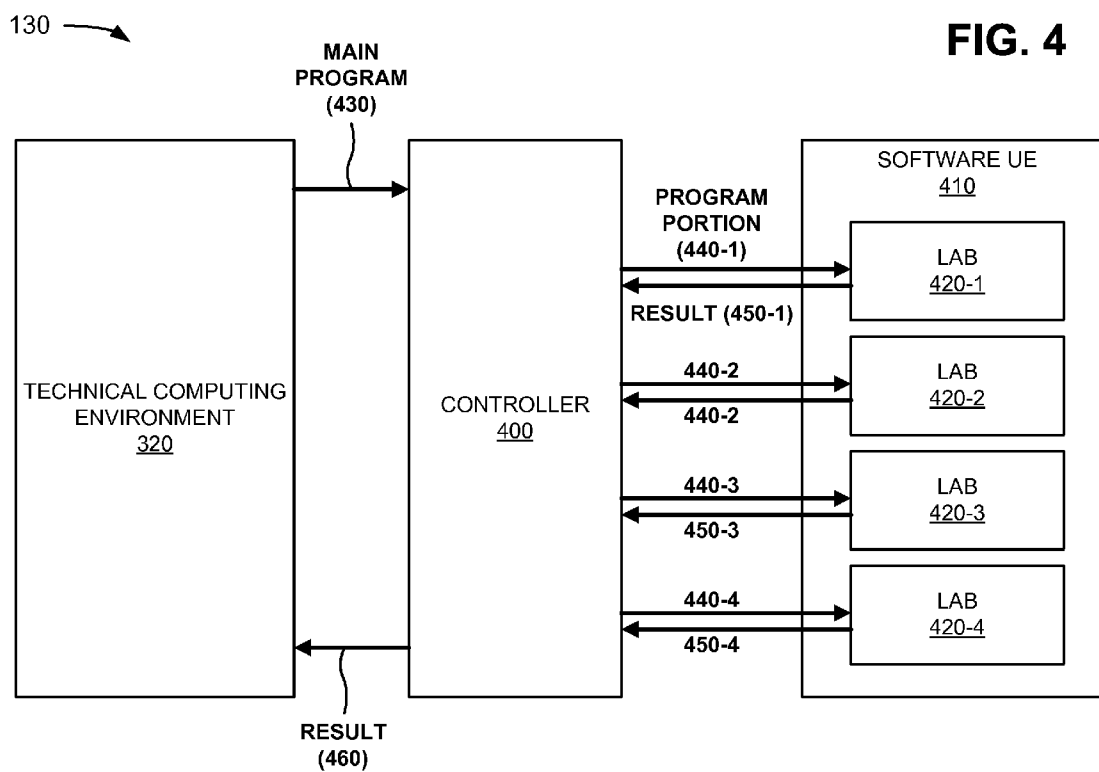 130
FIG. 4
MAIN
PROGRAM
(430)
TECHNICAL COMPUTING
ENVIRONMENT
320
CONTROLLER
400
SOFTWARE UE
410
PROGRAM
PORTION
(440-1)
RESULT (450-1)
LAB
420-1
440-2
440-2
LAB
420-2
440-3
450-3
LAB
420-3
440-4
450-4
LAB
420-4
RESULT
(460)